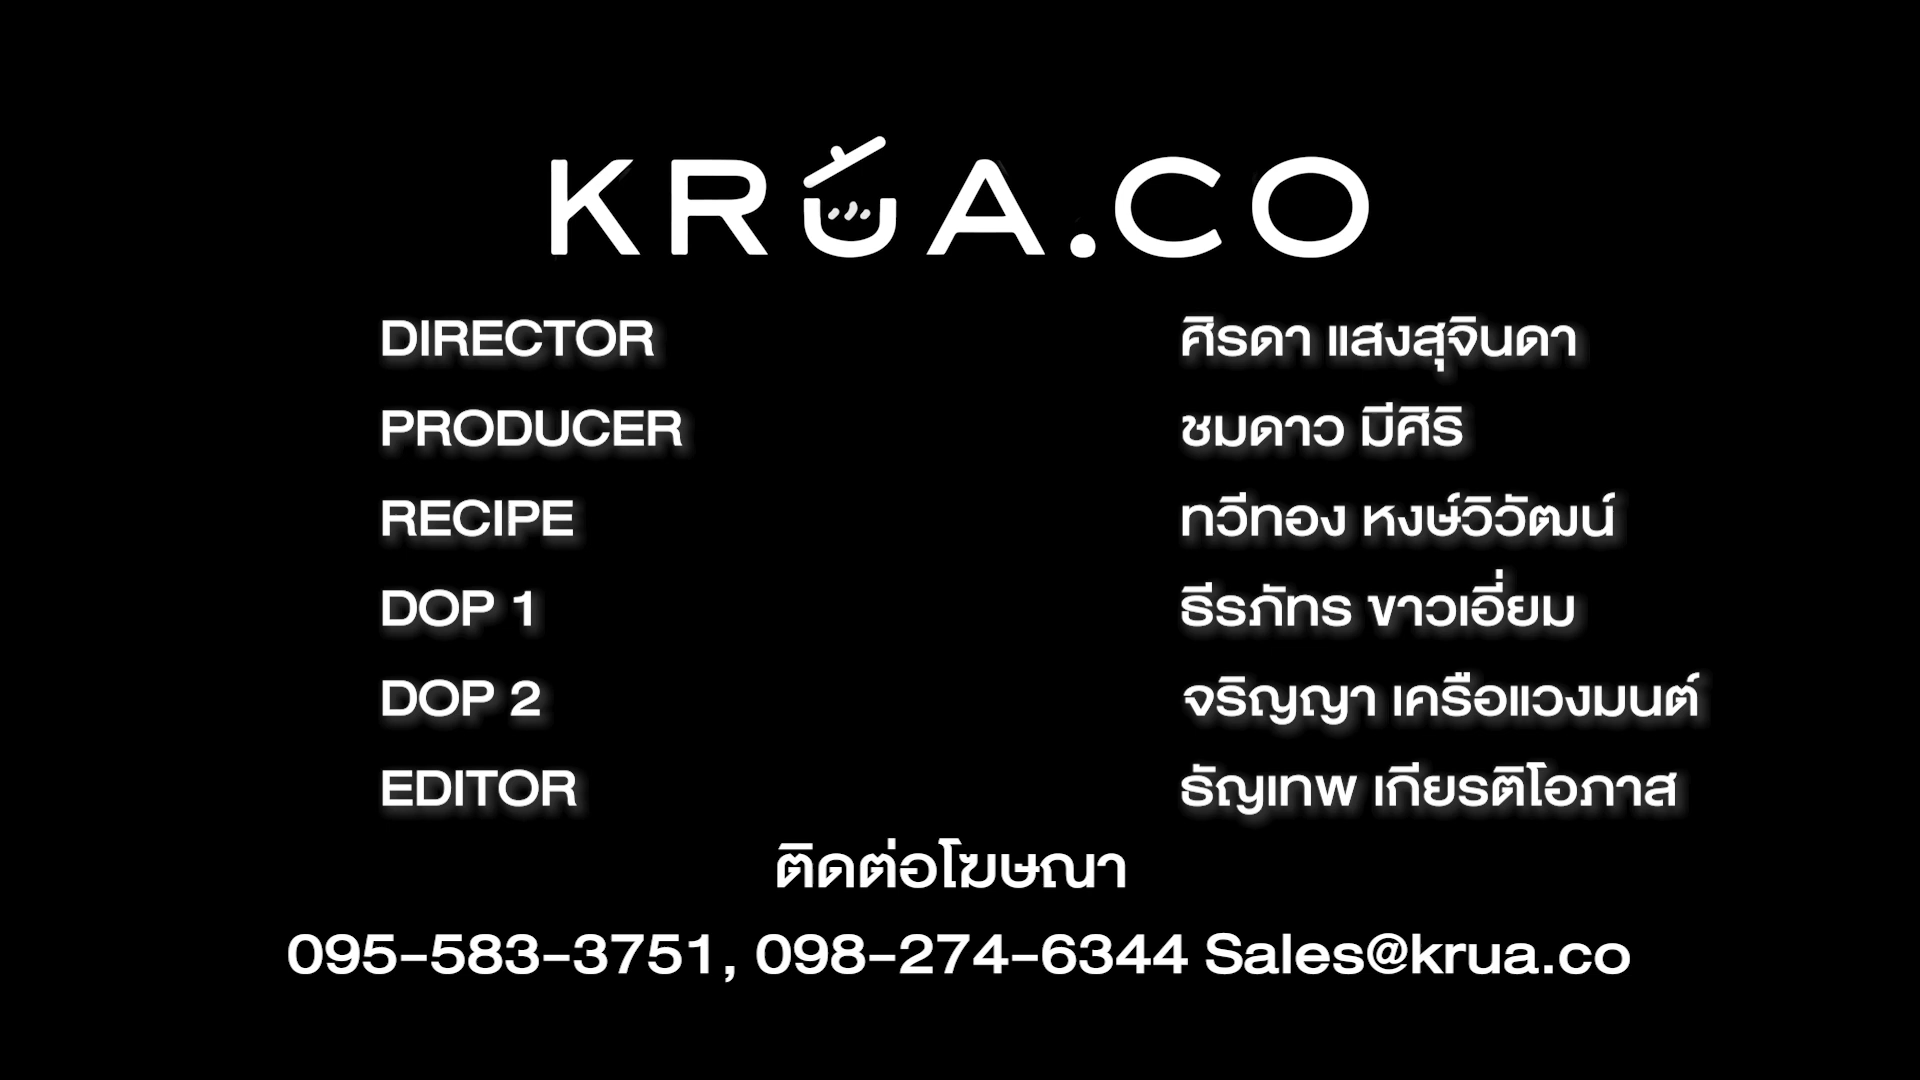 KRUA.CO
DIRECTOR ศิรดา แสงสุจินดา
PRODUCER ชมดาว มีศิริ
RECIPE ทวีทอง หงษ์วิวัฒน์
DOP 1 ธีรภัทร ขาวเอี่ยม
DOP 2 จริญญา เครือแวงมนต์
EDITOR ธัญเทพ เกียรติโอภาส
ติดต่อโฆษณา
095-583-3751, 098-274-6344 Sales@krua.co